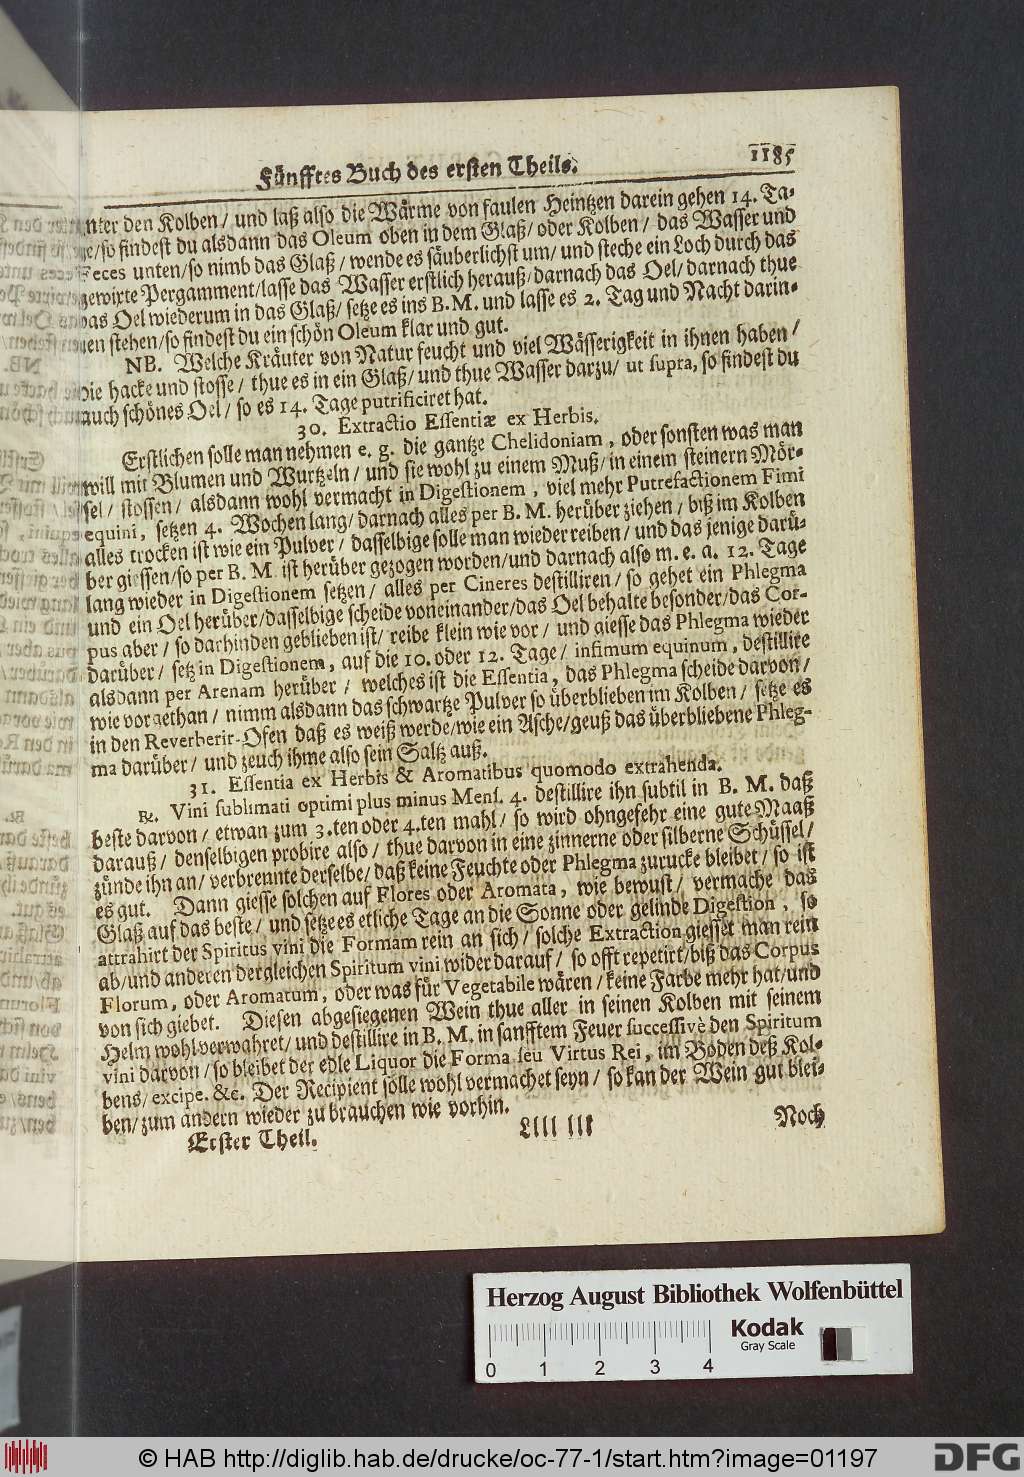 Fünfftes Buch des ersten Theils. 1185
nter den Kolben/ und laß also die Wärme von faulen Heintzen darein gehen 14. Ta-
ge/so findest du alsdann das Oleum oben in dem Glaß/ oder Kolben/ das Wasser und
Feces unten/so nimb das Glaß/ wende es säuberlichst um/ und steche ein Loch durch das
gewixte Pergamment/lasse das Wasser erstlich herauß/darnach das Oel/ darnach thue
das Oel wiederum in das Glaß/ setze es ins B. M. und lasse es 2. Tag und Nacht darin-
nen stehen/so findest du ein schön Oleum klar und gut.
NB. Welche Kräuter von Natur feucht und viel Wässerigkeit in ihnen haben/
die hacke und stosse/ thue es in ein Glaß/ und thue Wasser darzu/ ut supra, so findest du
auch schönes Oel/ so es 14. Tage putrificiret hat.
30. Extractio Essentiæ ex Herbis.
Erstlichen solle man nehmen e. g. die gantze Chelidoniam, oder sonsten was man
will mit Blumen und Wurtzeln/ und sie wohl zu einem Muß/ in einem steinern Mör-
sel/ stossen/ alsdann wohl vermacht in Digestionem, viel mehr Putrefactionem Fimi
equini, setzen 4. Wochen lang/ darnach alles per B. M. herüber ziehen/ biß im Kolben
alles trocken ist wie ein Pulver/ dasselbige solle man wieder reiben/ und das jenige darü-
ber giessen/so per B. M. ist herüber gezogen worden/und darnach also m. e. a. 12. Tage
lang wieder in Digestionem setzen/ alles per Cineres destilliren/ so gehet ein Phlegma
und ein Oel herüber/dasselbige scheide voneinander/das Oel behalte besonder/das Cor-
pus aber/ so dahinden geblieben ist/ reibe klein wie vor/ und giesse das Phlegma wieder
darüber/ setz in Digestionem, auf die 10. oder 12. Tage/ infimum equinum, destillire
alsdann per Arenam herüber/ welches ist die Essentia, das Phlegma scheide darvon/
wie vor gethan/ nimm alsdann das schwartze Pulver so überblieben im Kolben/ setze es
in den Reverberir-Ofen daß es weiß werde/wie ein Asche/geuß das überbliebene Phleg-
ma darüber/ und zeuch ihme also sein Saltz auß.
31. Essentia ex Herbis & Aromatibus quomodo extrahenda.
℞. Vini sublimati optimi plus minus Mens. 4. destillire ihn subtil in B. M. daß
beste darvon/ etwan zum 3.ten oder 4.ten mahl/ so wird ohngefehr eine gute Maaß
darauß/ denselbigen probire also/ thue darvon in eine zinnerne oder silberne Schüssel/
zünde ihn an/ verbrennte derselbe/ daß keine Feuchte oder Phlegma zurucke bleibet/ so ist
es gut. Dann giesse solchen auf Flores oder Aromata, wie bewust/ vermache das
Glaß auf das beste/ und setze es etliche Tage an die Sonne oder gelinde Digestion, so
attrahirt der Spiritus vini die Formam rein an sich/ solche Extraction giesset man rein
ab/und anderen dergleichen Spiritum vini wider darauf/ so offt repetirt/biß das Corpus
Florum, oder Aromatum, oder was für Vegetabile wären/ keine Farbe mehr hat/und
von sich giebet. Diesen abgesiegenen Wein thue aller in seinen Kolben mit seinem
Helm wohlverwahret/ und destillire in B. M. in sanfftem Feuer successivè den Spiritum
vini darvon/ so bleibet der edle Liquor die Forma seu Virtus Rei, im Boden deß Kol-
bens/ excipe. &c. Der Recipient solle wohl vermachet seyn/ so kan der Wein gut blei-
ben/ zum andern wieder zu brauchen wie vorhin.
Erster Theil. Lllllll Noch
Herzog August Bibliothek Wolfenbüttel
Kodak
Gray Scale
0 1 2 3 4
© HAB http://diglib.hab.de/drucke/oc-77-1/start.htm?image=01197
DFG